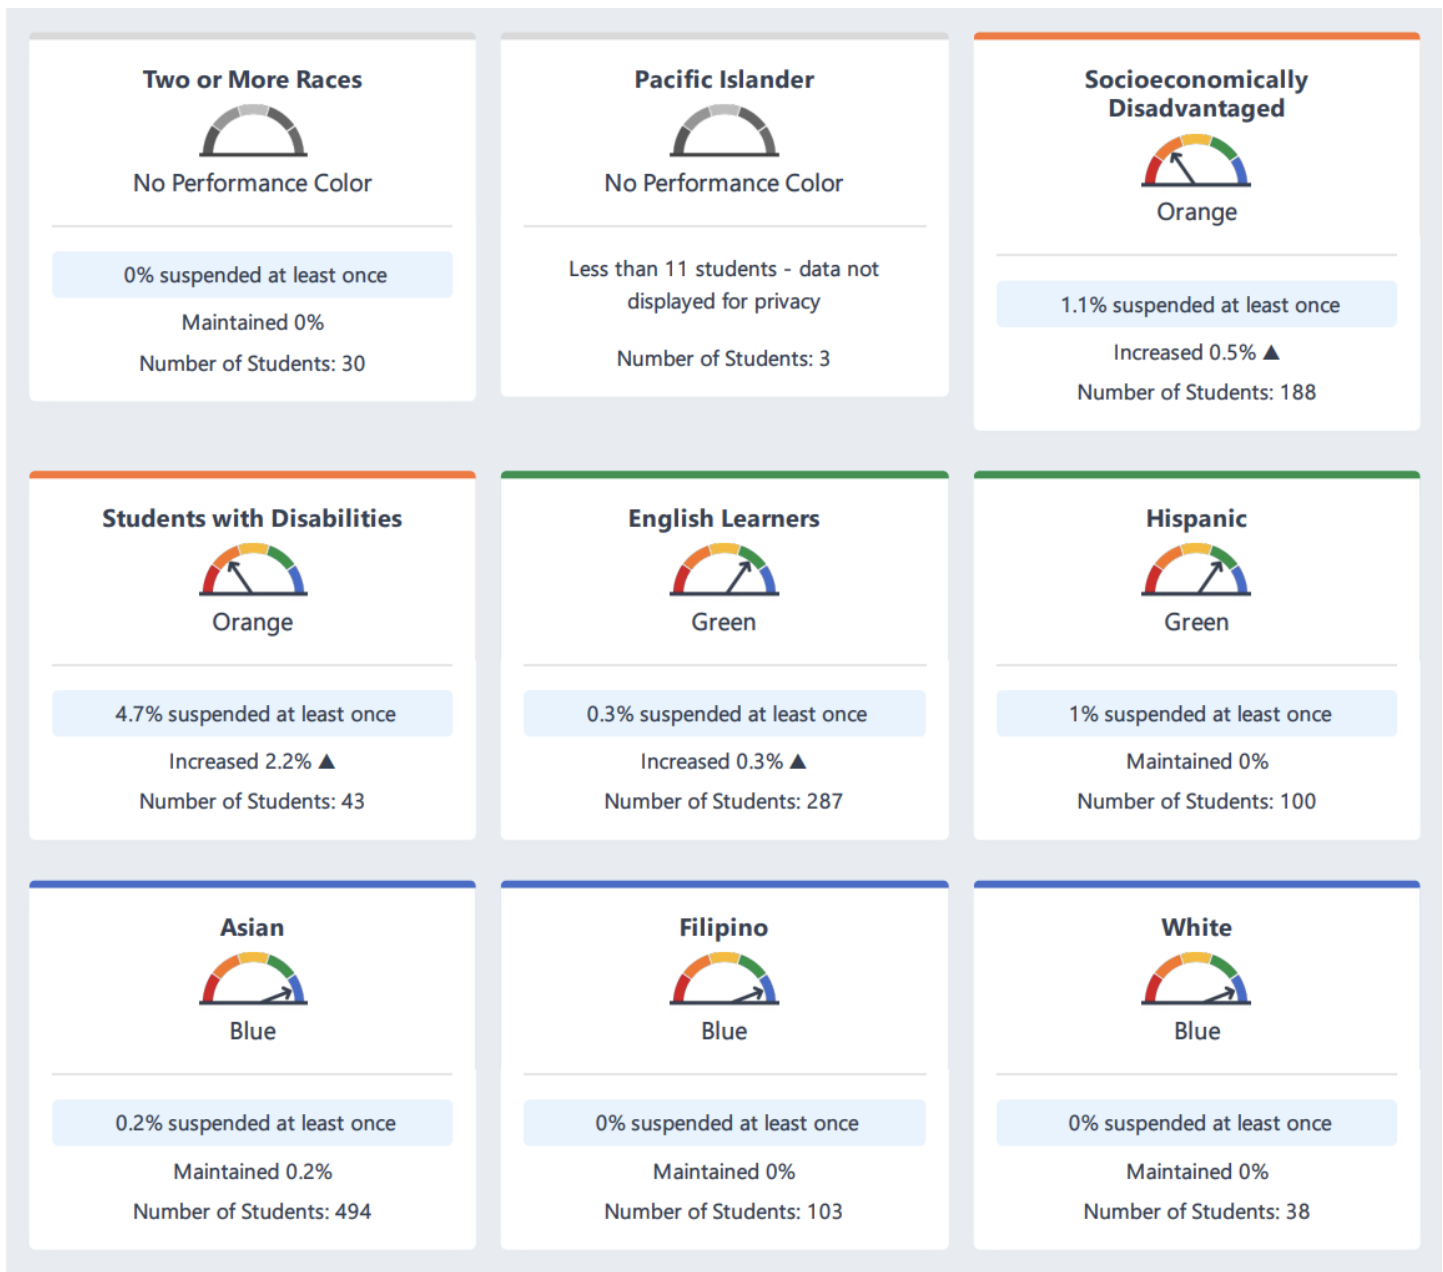 Two or More Races
No Performance Color
0% suspended at least once
Maintained 0%
Number of Students: 30
Pacific Islander
No Performance Color
Less than 11 students - data not
displayed for privacy
Number of Students: 3
Socioeconomically
Disadvantaged
Orange
1.1% suspended at least once
Increased 0.5% ▲
Number of Students: 188
Students with Disabilities
Orange
4.7% suspended at least once
Increased 2.2% ▲
Number of Students: 43
English Learners
Green
0.3% suspended at least once
Increased 0.3% ▲
Number of Students: 287
Hispanic
Green
1% suspended at least once
Maintained 0%
Number of Students: 100
Asian
Blue
0.2% suspended at least once
Maintained 0.2%
Number of Students: 494
Filipino
Blue
0% suspended at least once
Maintained 0%
Number of Students: 103
White
Blue
0% suspended at least once
Maintained 0%
Number of Students: 38